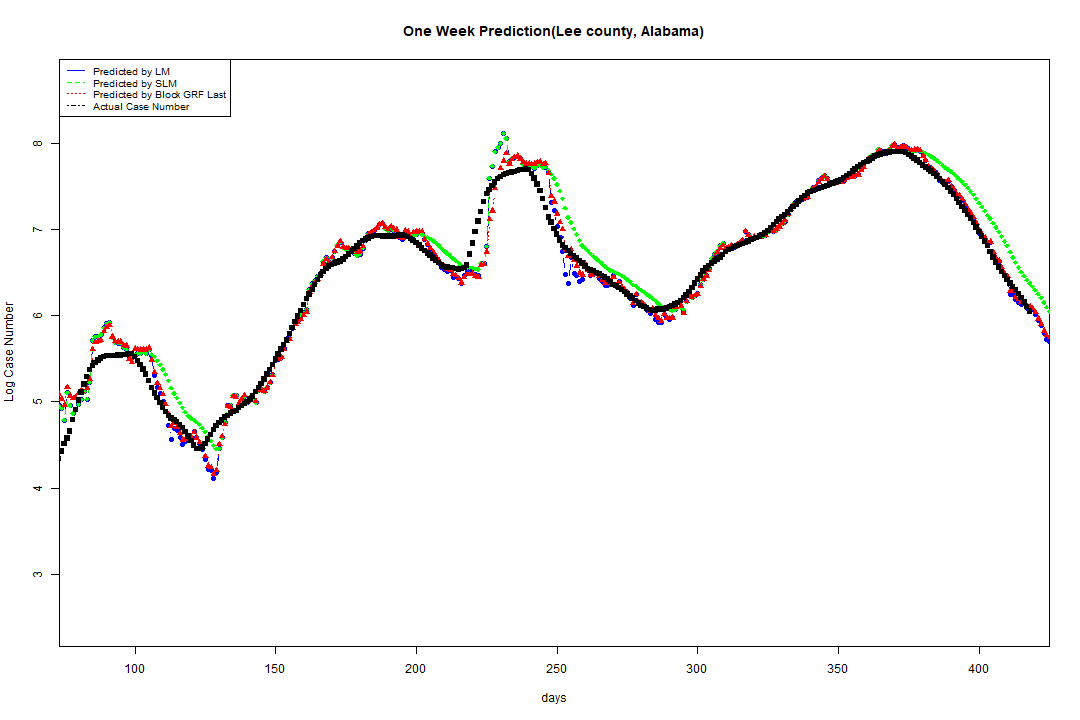 One Week Prediction(Lee county, Alabama)
Predicted by LM
Predicted by SLM
Predicted by Block GRF Last
Actual Case Number
Log Case Number
8
7
6
5
4
3
100 150 200 250 300 350 400
days